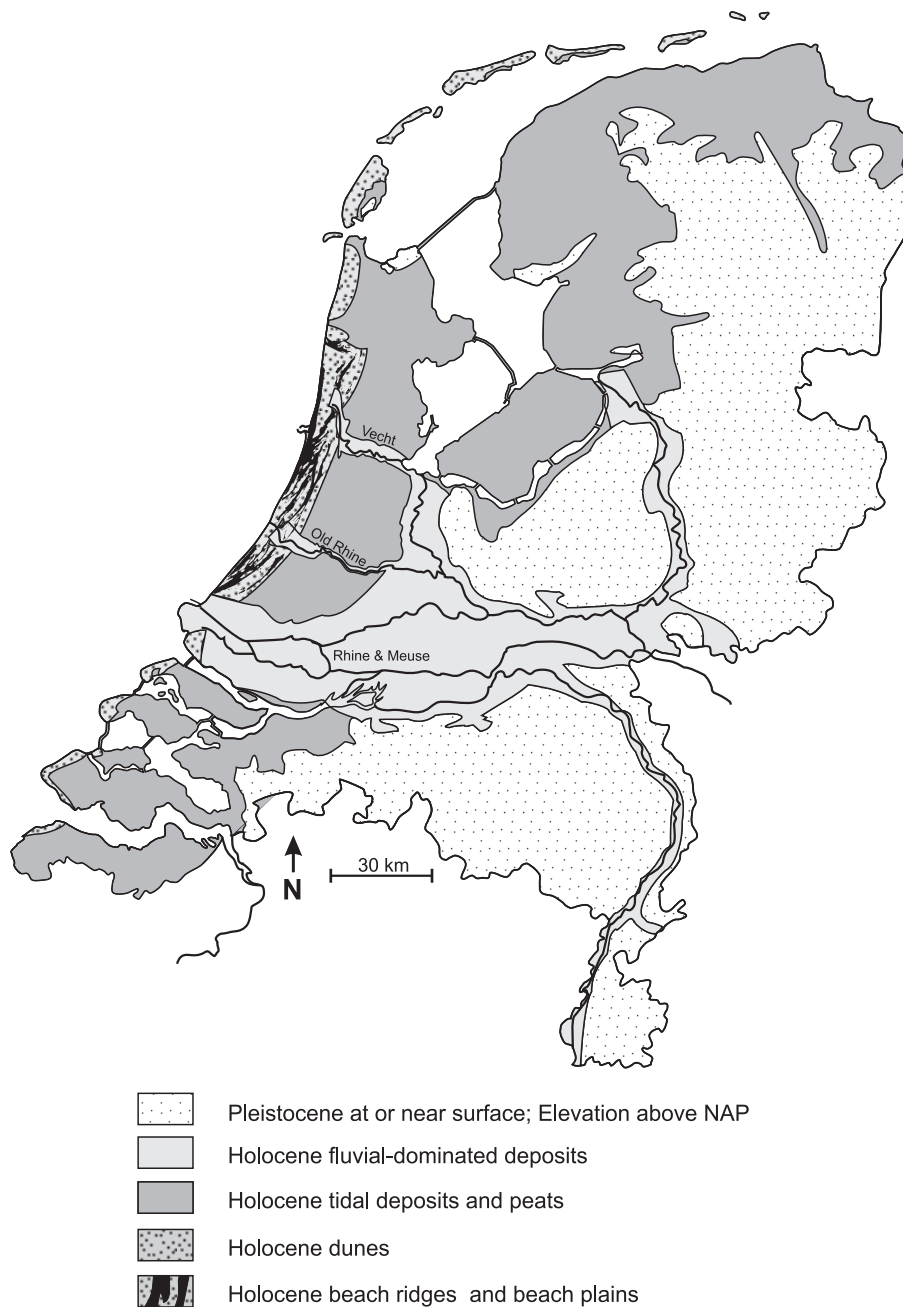 Vecht
Old Rhine
Rhine & Meuse
N
30 km
Pleistocene at or near surface; Elevation above NAP
Holocene fluvial-dominated deposits
Holocene tidal deposits and peats
Holocene dunes
Holocene beach ridges and beach plains